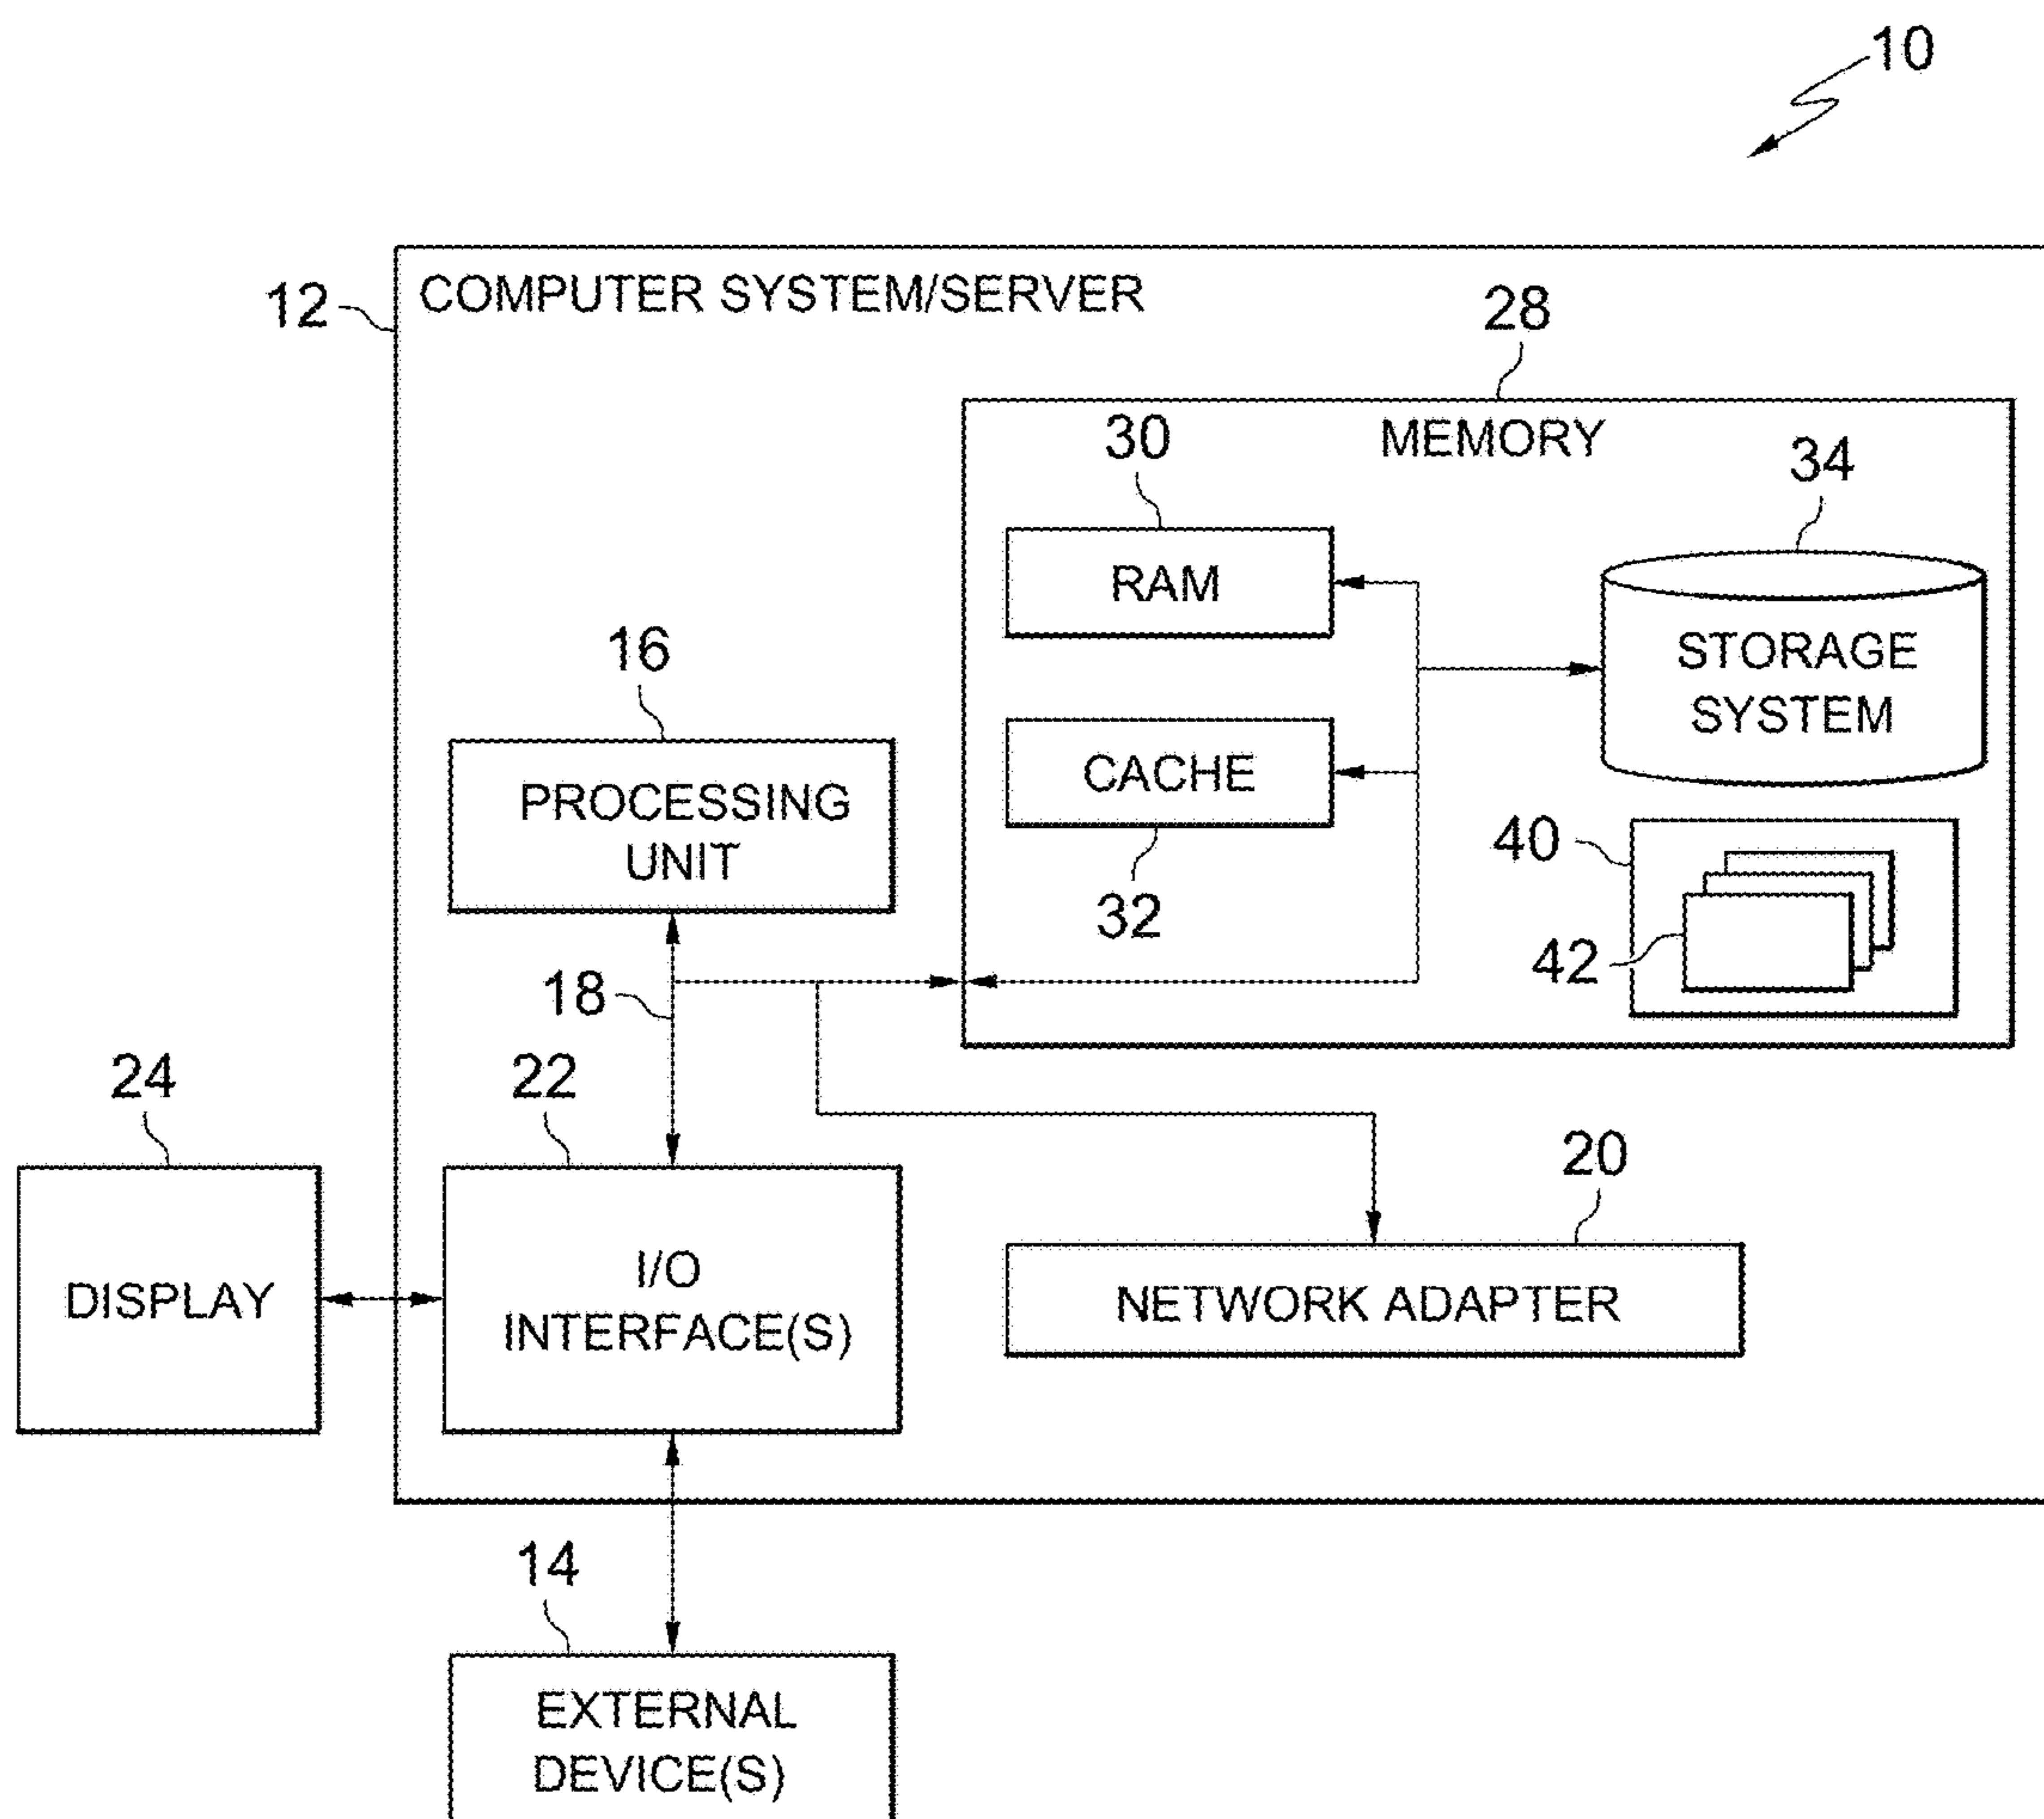 10
12
COMPUTER SYSTEM/SERVER
28
MEMORY
30
34
RAM
STORAGE
SYSTEM
16
PROCESSING
UNIT
CACHE
32
40
42
18
24
22
20
DISPLAY
I/O
INTERFACE(S)
NETWORK ADAPTER
14
EXTERNAL
DEVICE(S)